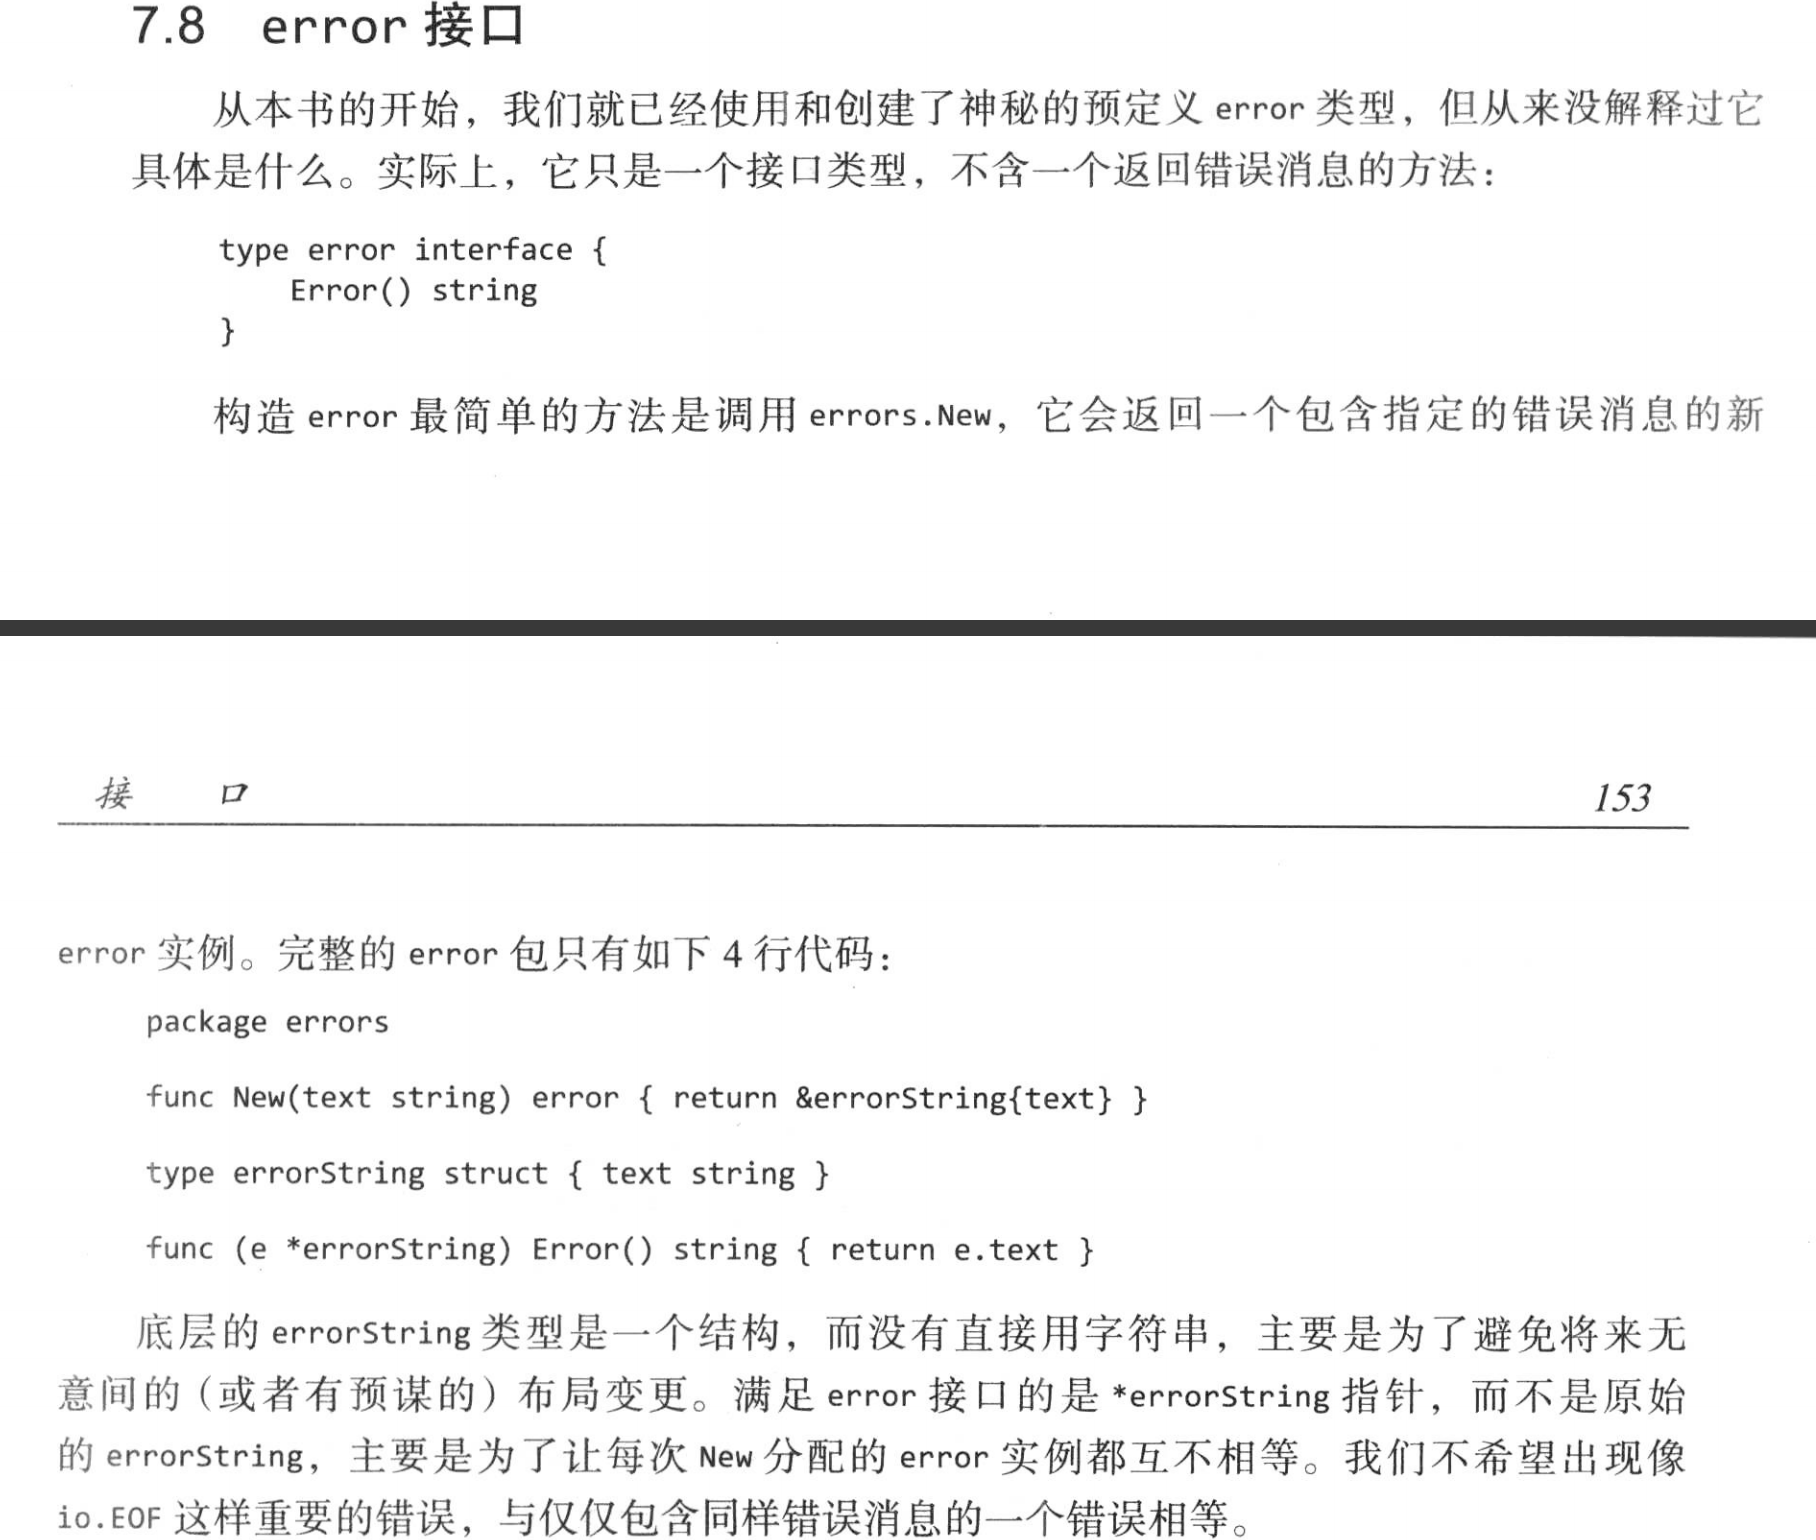 7.8 error 接口
从本书的开始，我们就已经使用和创建了神秘的预定义 error 类型，但从来没解释过它
具体是什么。实际上，它只是一个接口类型，不含一个返回错误消息的方法：
type error interface {
    Error() string
}
构造 error 最简单的方法是调用 errors.New，它会返回一个包含指定的错误消息的新
接 口 153
error 实例。完整的 error 包只有如下 4 行代码：
package errors
func New(text string) error { return &errorString{text} }
type errorString struct { text string }
func (e *errorString) Error() string { return e.text }
底层的 errorString 类型是一个结构，而没有直接用字符串，主要是为了避免将来无
意间的（或者有预谋的）布局变更。满足 error 接口的是 *errorString 指针，而不是原始
的 errorString，主要是为了让每次 New 分配的 error 实例都互不相等。我们不希望出现像
io.EOF 这样重要的错误，与仅仅包含同样错误消息的一个错误相等。